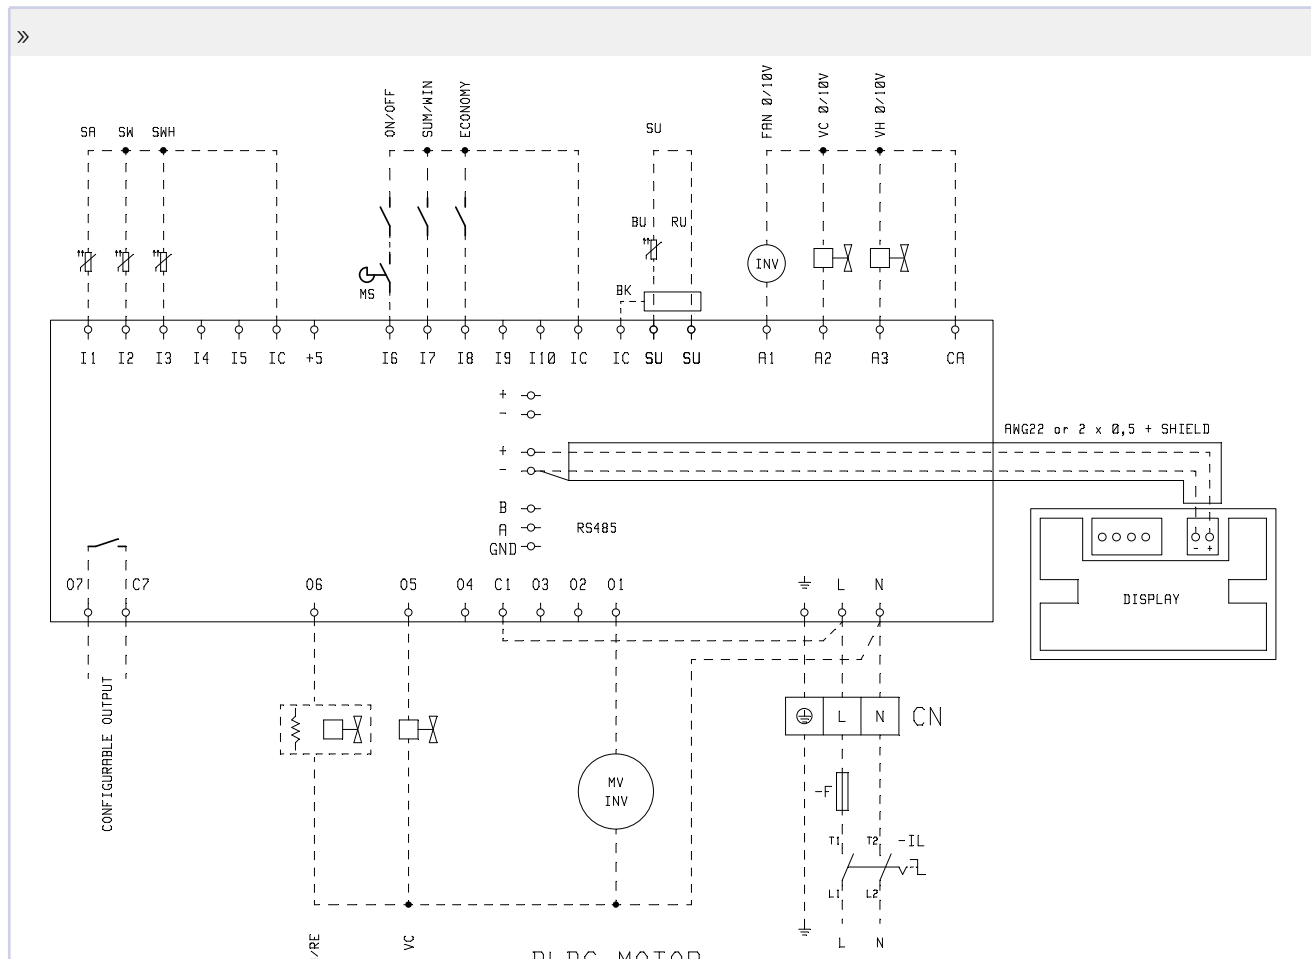 »
FAN 0/10V
VC 0/10V
VH 0/10V
ON/OFF
SUM/WIN
ECONOMY
SA SW SWH
SU
BU RU
INV
MS
BK
I1 I2 I3 I4 I5 IC +5 I6 I7 I8 I9 I10 IC IC SU SU A1 A2 A3 CA
+
-
+
-
AWG22 or 2 x 0,5 + SHIELD
B
A
GND
RS485
- +
DISPLAY
O7 C7 O6 O5 O4 C1 O3 O2 O1 L N
CONFIGURABLE OUTPUT
L N CN
MV
INV
-F
T1 T2 -IL
L1 L2
L N
/RE
VC